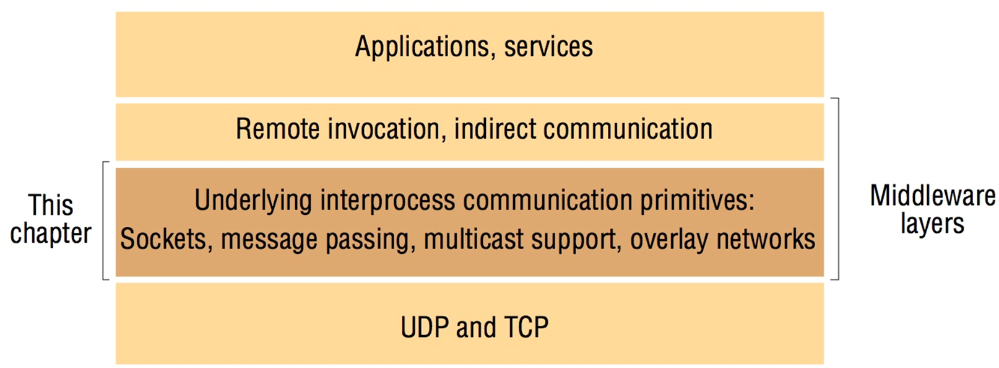 Applications, services
Remote invocation, indirect communication
This
chapter
Underlying interprocess communication primitives:
Sockets, message passing, multicast support, overlay networks
Middleware
layers
UDP and TCP